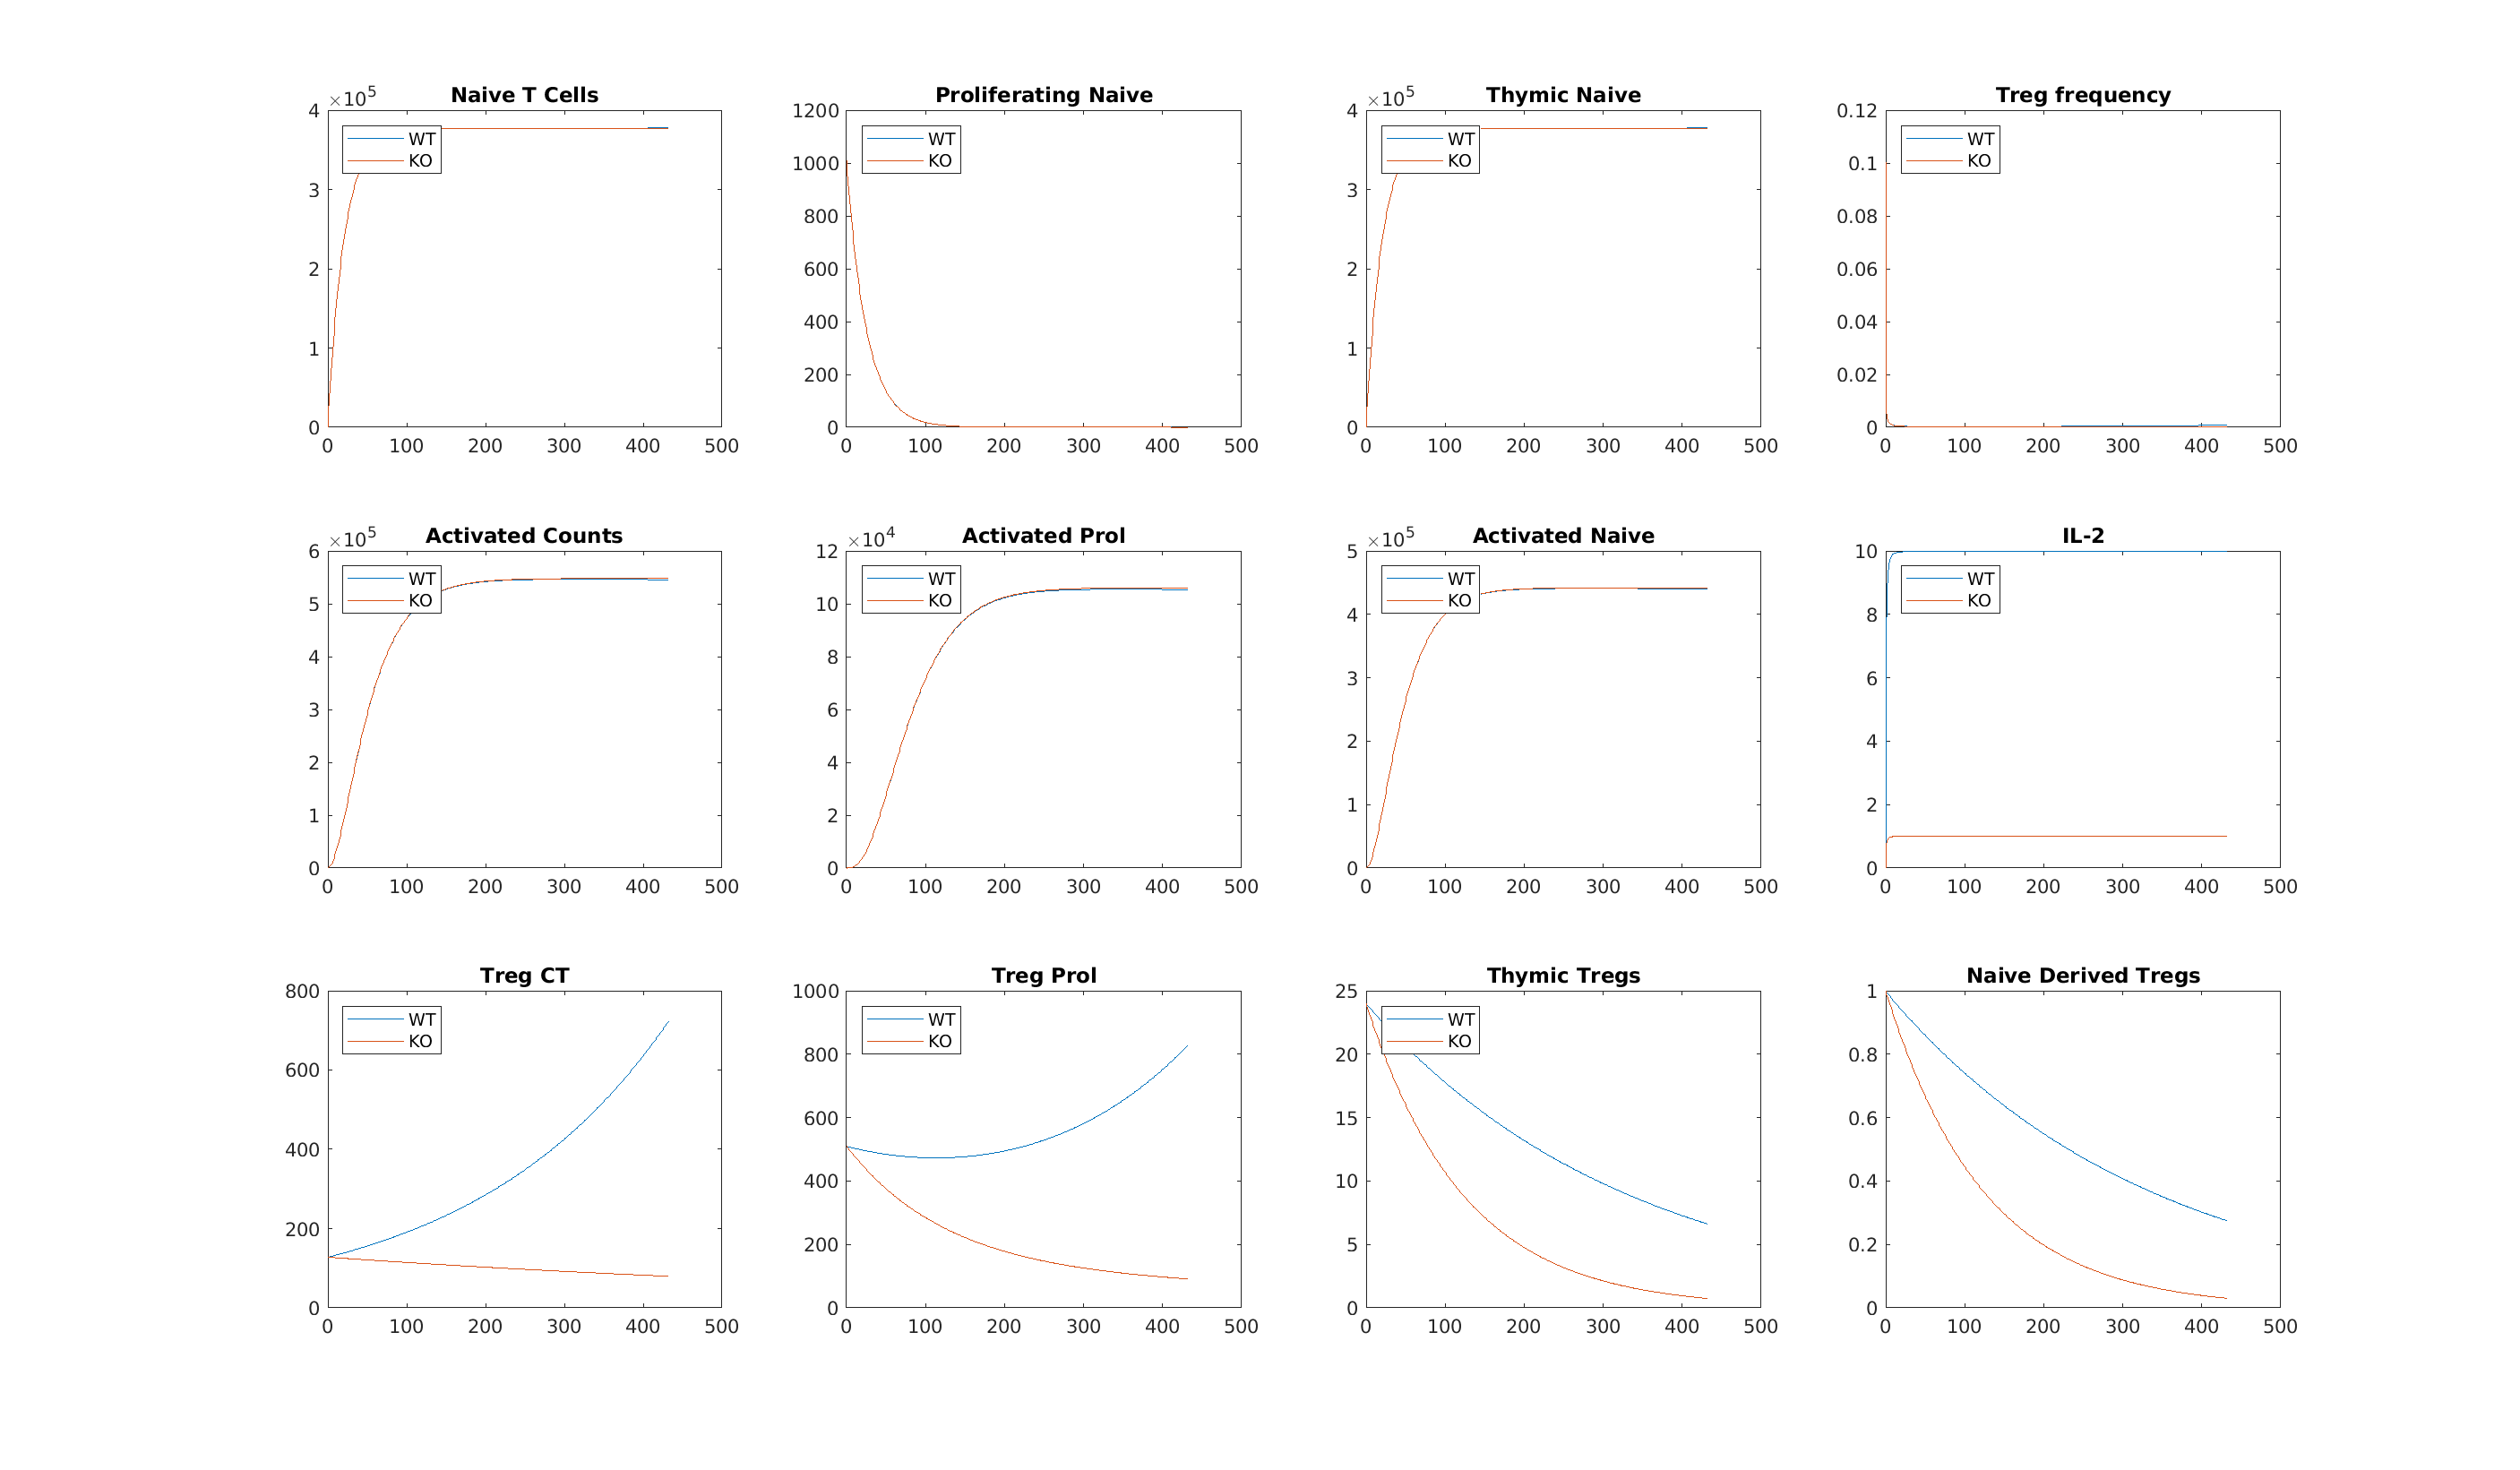 Naive T Cells
×10^5
4
3
2
1
0
0 100 200 300 400 500
WT
KO
Proliferating Naive
1200
1000
800
600
400
200
0
0 100 200 300 400 500
WT
KO
Thymic Naive
×10^5
4
3
2
1
0
0 100 200 300 400 500
WT
KO
Treg frequency
0.12
0.1
0.08
0.06
0.04
0.02
0
0 100 200 300 400 500
WT
KO
Activated Counts
×10^5
6
5
4
3
2
1
0
0 100 200 300 400 500
WT
KO
Activated Prol
×10^4
12
10
8
6
4
2
0
0 100 200 300 400 500
WT
KO
Activated Naive
×10^5
5
4
3
2
1
0
0 100 200 300 400 500
WT
KO
IL-2
10
8
6
4
2
0
0 100 200 300 400 500
WT
KO
Treg CT
800
600
400
200
0
0 100 200 300 400 500
WT
KO
Treg Prol
1000
800
600
400
200
0
0 100 200 300 400 500
WT
KO
Thymic Tregs
25
20
15
10
5
0
0 100 200 300 400 500
WT
KO
Naive Derived Tregs
1
0.8
0.6
0.4
0.2
0
0 100 200 300 400 500
WT
KO